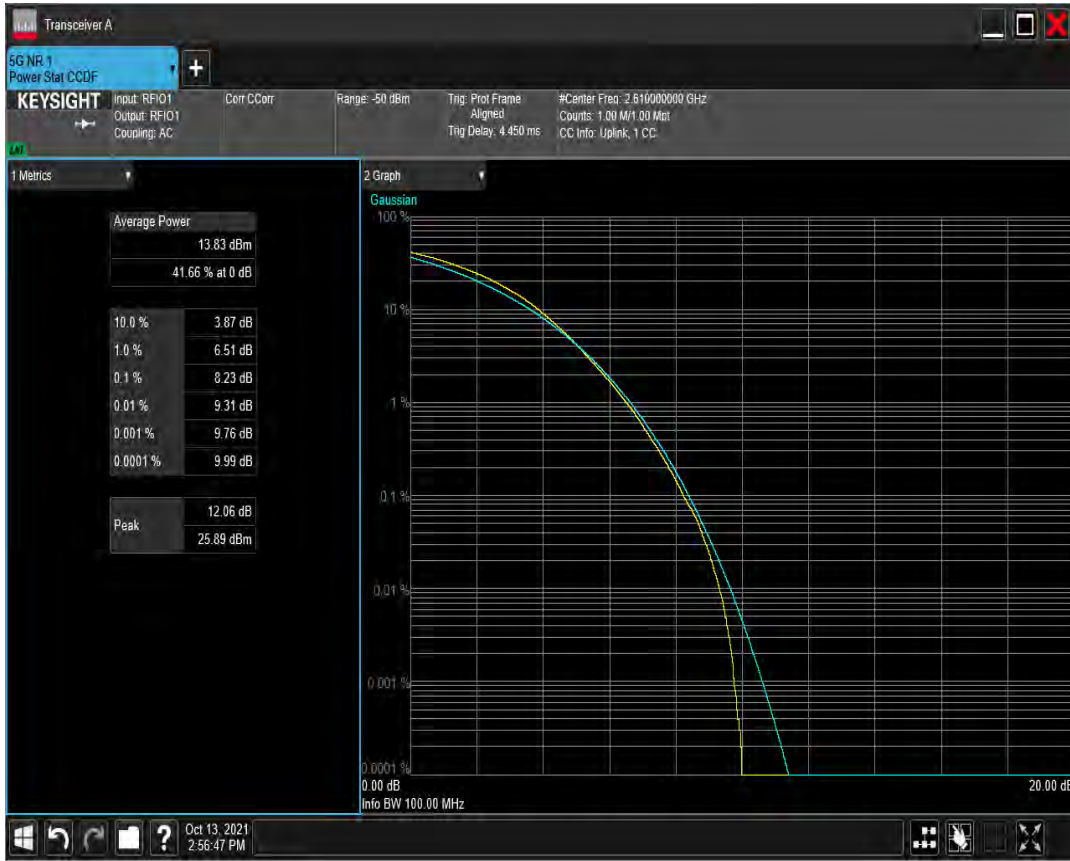 Transceiver A
5G NR 1
Power Stat CCDF
+
KEYSIGHT
Input: RFIO1
Output: RFIO1
Coupling: AC
Corr CCorr
Range: -50 dBm
Trig: Prot Frame
Aligned
Trig Delay: 4.450 ms
#Center Freq: 2.610000000 GHz
Counts: 1.00 M/1.00 Mpt
CC Info: Uplink, 1 CC
1 Metrics
Average Power
13.83 dBm
41.66 % at 0 dB
10.0 % 3.87 dB
1.0 % 6.51 dB
0.1 % 8.23 dB
0.01 % 9.31 dB
0.001 % 9.76 dB
0.0001 % 9.99 dB
Peak
12.06 dB
25.89 dBm
2 Graph
Gaussian
100 %
10 %
1 %
0.1 %
0.01 %
0.001 %
0.0001 %
0.00 dB
20.00 dB
Info BW 100.00 MHz
?
Oct 13, 2021
2:56:47 PM